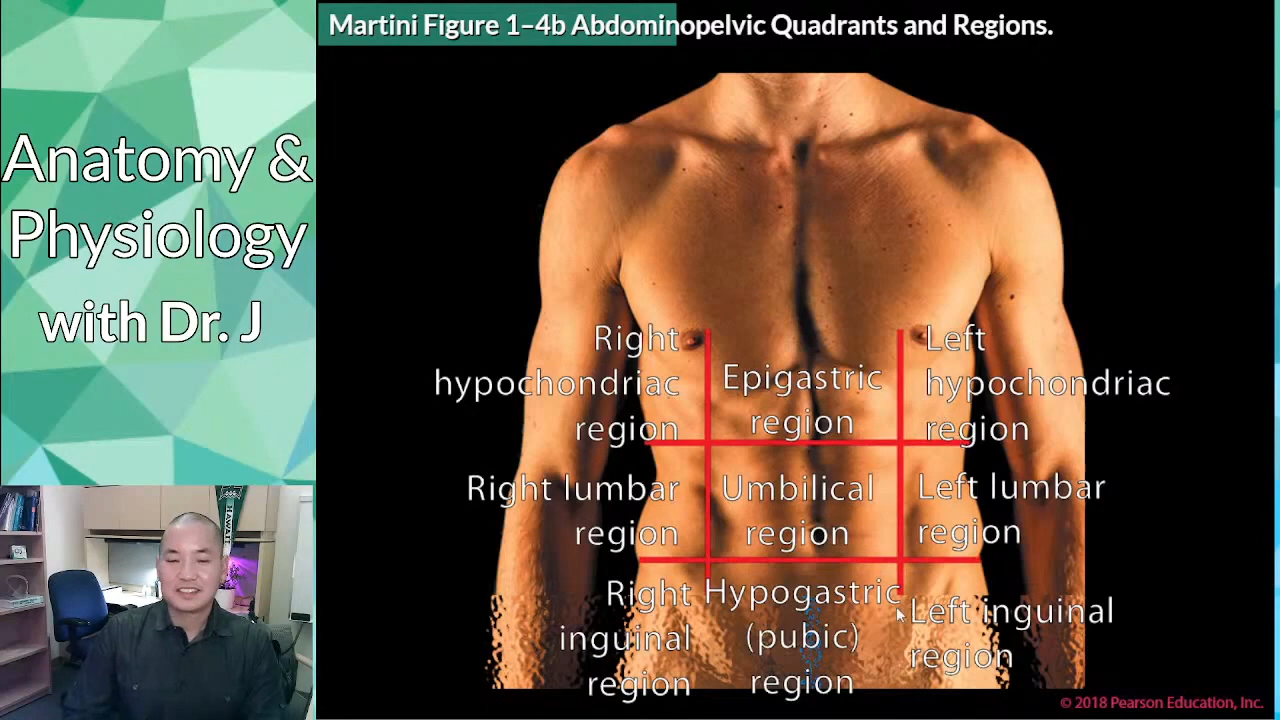 Martini Figure 1–4b Abdominopelvic Quadrants and Regions.
Anatomy &
Physiology
with Dr. J
HAWAII
Right
hypochondriac
region
Epigastric
region
Left
hypochondriac
region
Right lumbar
region
Umbilical
region
Left lumbar
region
Right
inguinal
region
Hypogastric
(pubic)
region
Left inguinal
region
© 2018 Pearson Education, Inc.